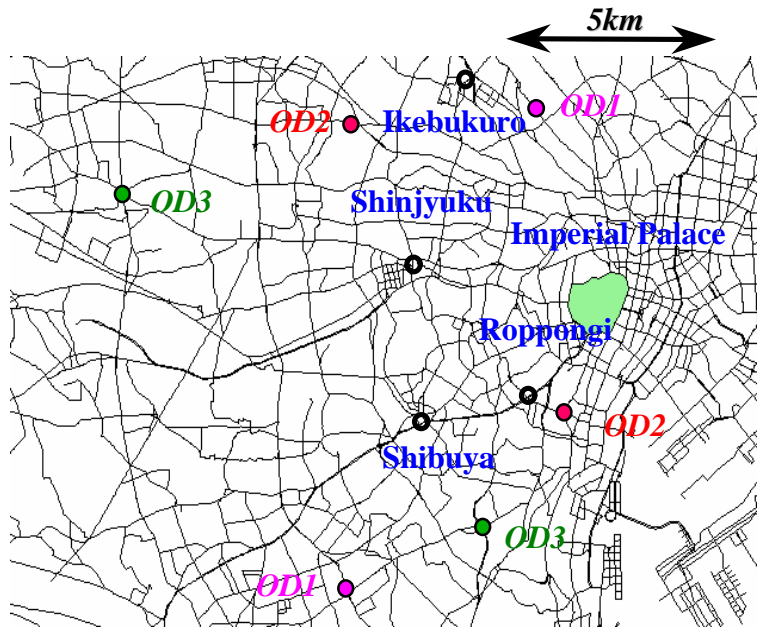 5km
OD1
OD2
Ikebukuro
OD3
Shinjyuku
Imperial Palace
Roppongi
OD2
Shibuya
OD3
OD1